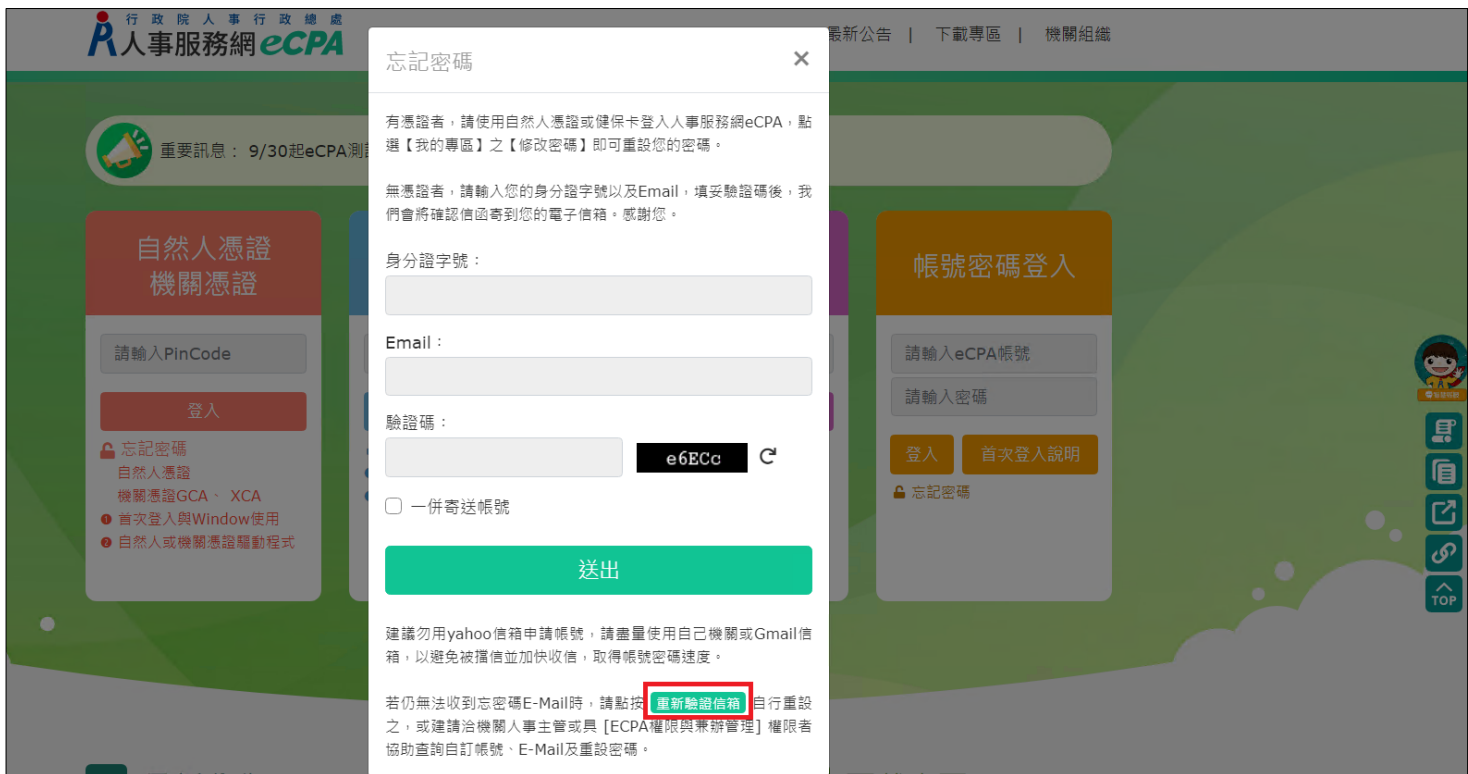 行政院人事行政總處
人事服務網eCPA
最新公告 | 下載專區 | 機關組織
重要訊息： 9/30起eCPA測
自然人憑證
機關憑證
請輸入PinCode
登入
忘記密碼
自然人憑證
機關憑證GCA、 XCA
❶ 首次登入與Window使用
❷ 自然人或機關憑證驅動程式
忘記密碼
×
有憑證者，請使用自然人憑證或健保卡登入人事服務網eCPA，點
選【我的專區】之【修改密碼】即可重設您的密碼。
無憑證者，請輸入您的身分證字號以及Email，填妥驗證碼後，我
們會將確認信函寄到您的電子信箱。感謝您。
身分證字號：
Email：
驗證碼：
e6ECc
一併寄送帳號
送出
建議勿用yahoo信箱申請帳號，請盡量使用自己機關或Gmail信
箱，以避免被擋信並加快收信，取得帳號密碼速度。
若仍無法收到忘密碼E-Mail時，請點按 重新驗證信箱 自行重設
之，或建請洽機關人事主管或具 [ECPA權限與兼辦管理] 權限者
協助查詢自訂帳號、E-Mail及重設密碼。
帳號密碼登入
請輸入eCPA帳號
請輸入密碼
登入 首次登入說明
忘記密碼
TOP